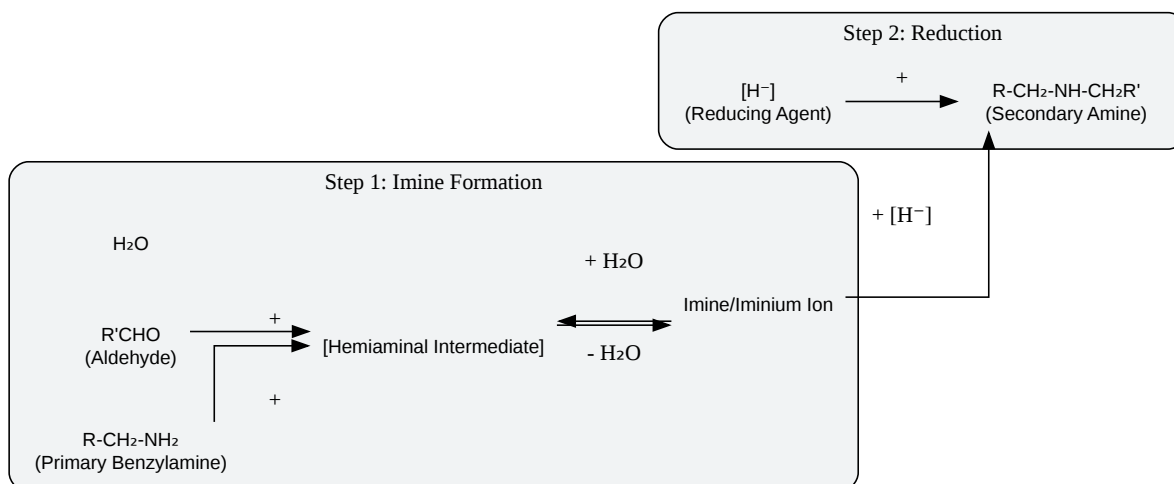 Step 2: Reduction
[H⁻]
(Reducing Agent)
+
R-CH₂-NH-CH₂R'
(Secondary Amine)
Step 1: Imine Formation
+ [H⁻]
H₂O
+ H₂O
R'CHO
(Aldehyde)
+
[Hemiaminal Intermediate]
Imine/Iminium Ion
- H₂O
+
R-CH₂-NH₂
(Primary Benzylamine)